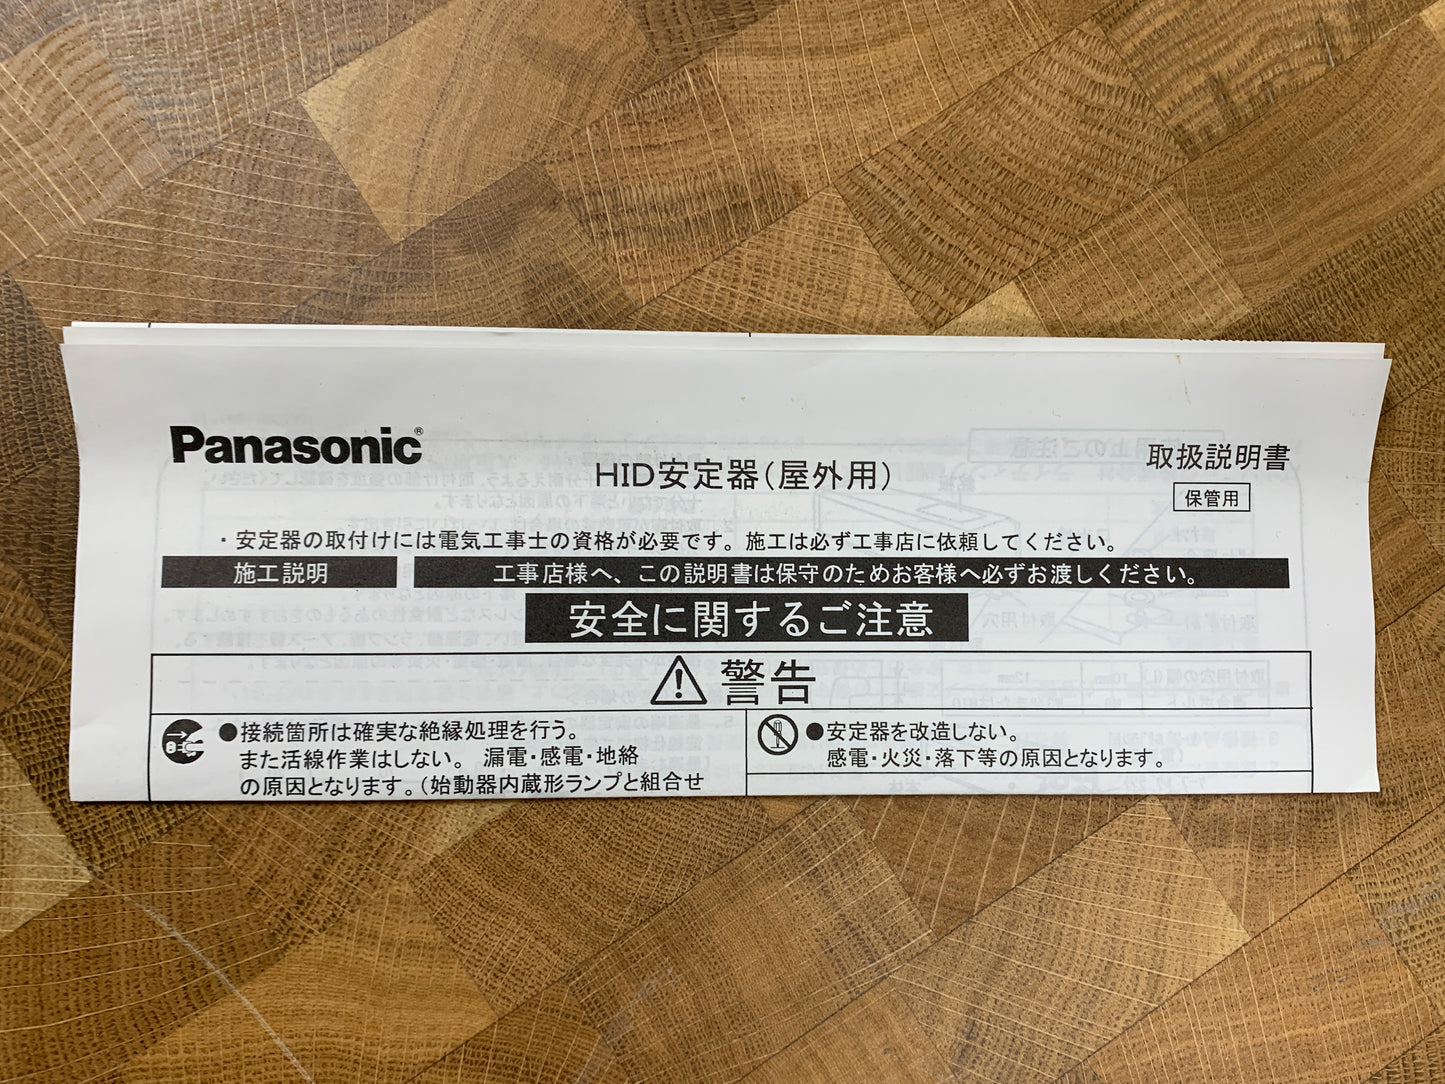 Panasonic®
HID安定器(屋外用)
取扱説明書
保管用
・安定器の取付けには電気工事士の資格が必要です。施工は必ず工事店に依頼してください。
施工説明
工事店様へ、この説明書は保守のためお客様へ必ずお渡しください。
安全に関するご注意
警告
●接続箇所は確実な絶縁処理を行う。
また活線作業はしない。 漏電・感電・地絡
の原因となります。(始動器内蔵形ランプと組合せ
●安定器を改造しない。
感電・火災・落下等の原因となります。